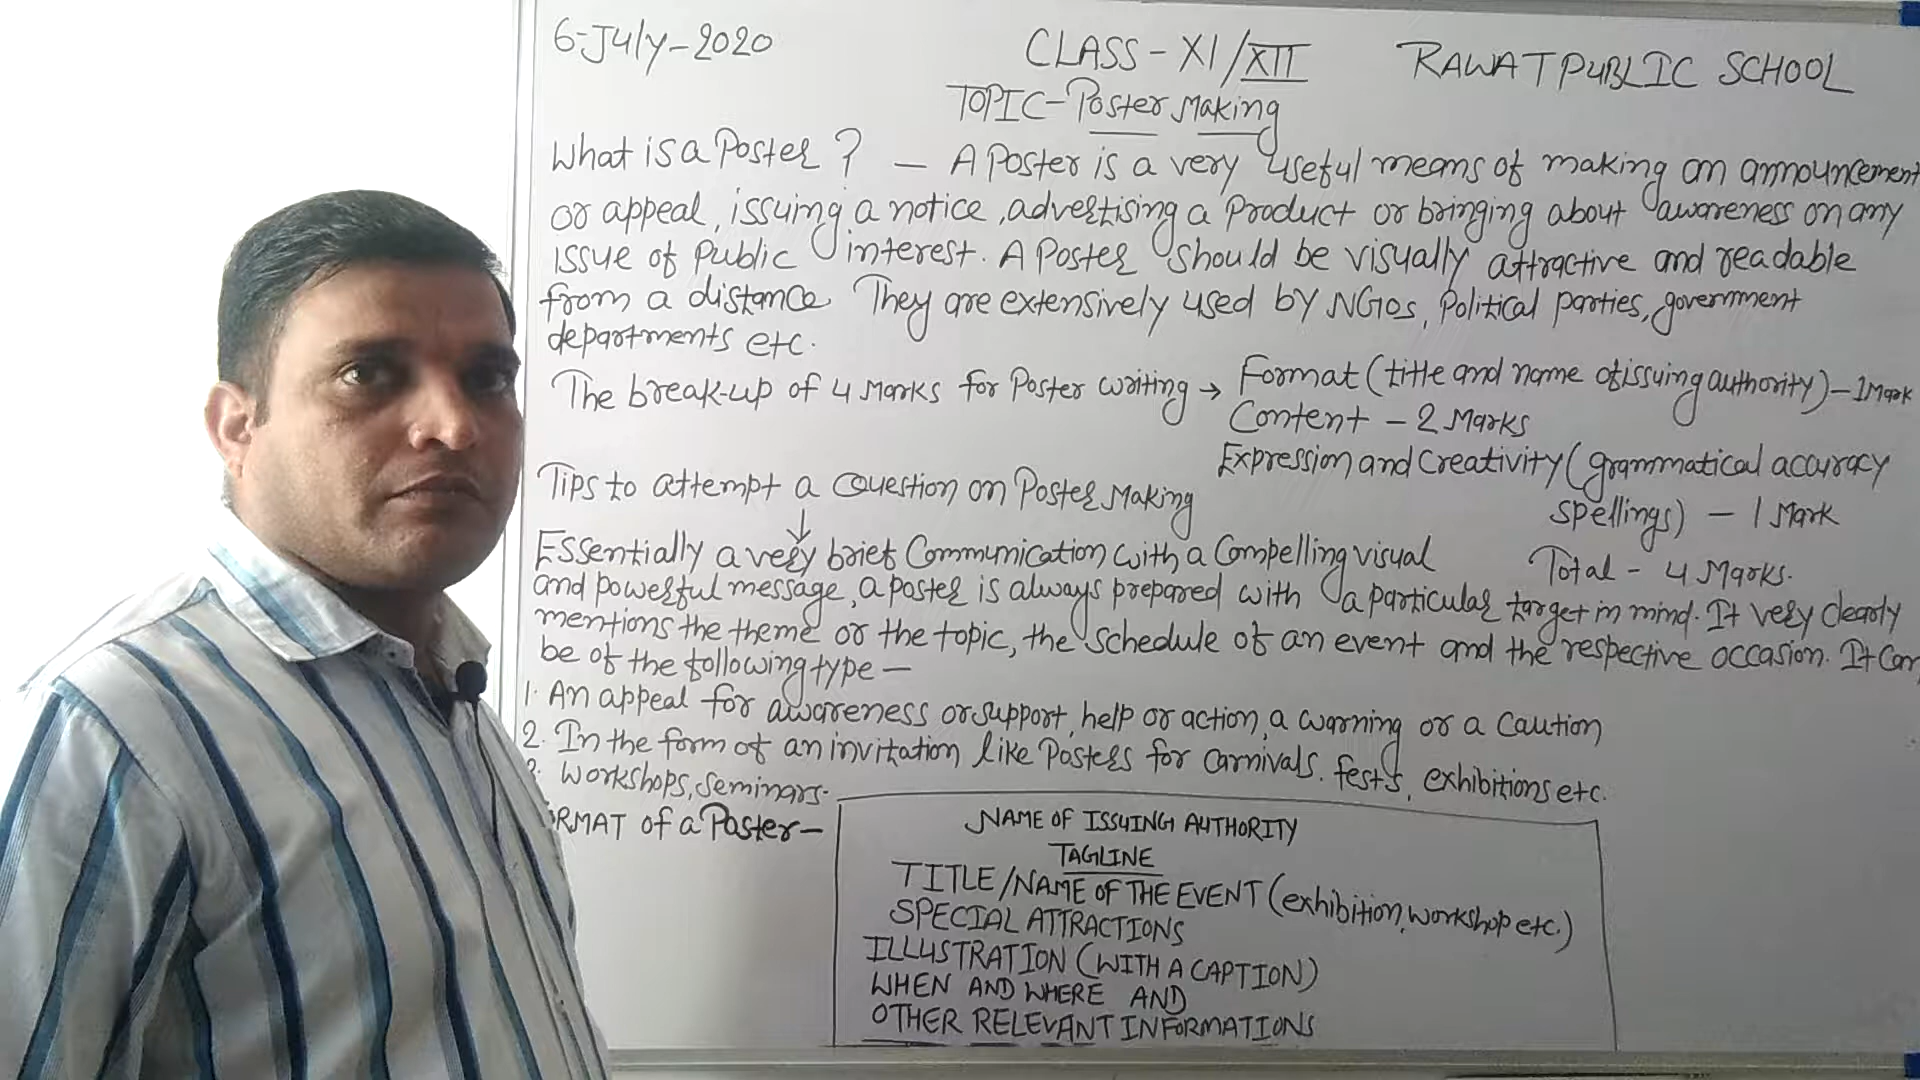 6-July-2020
CLASS-XI/XII
RAWAT PUBLIC SCHOOL
TOPIC-Poster Making
What is a Poster? — A Poster is a very useful means of making an announcement
or appeal, issuing a notice, advertising a Product or bringing about awareness on any
issue of Public interest. A Poster should be visually attractive and readable
from a distance. They are extensively used by NGOs, Political parties, government
departments etc.
The break-up of 4 Marks for Poster writing → Format (title and name of issuing authority) - 1 Mark
Content - 2 Marks
Expression and Creativity (grammatical accuracy
spellings) - 1 Mark
Total - 4 Marks.
Tips to attempt a Question on Poster Making
↓
Essentially a very brief Communication with a Compelling visual
and powerful message, a poster is always prepared with a particular target in mind. It very clearly
mentions the theme or the topic, the schedule of an event and the respective occasion. It can
be of the following type —
1. An appeal for awareness or support, help or action, a warning or a caution
2. In the form of an invitation like Posters for Carnivals. fests, exhibitions etc.
3. Workshops, seminars.
RMAT of a Poster—
NAME OF ISSUING AUTHORITY
TAGLINE
TITLE/NAME OF THE EVENT (exhibition, workshop etc.)
SPECIAL ATTRACTIONS
ILLUSTRATION (WITH A CAPTION)
WHEN AND WHERE AND
OTHER RELEVANT INFORMATIONS